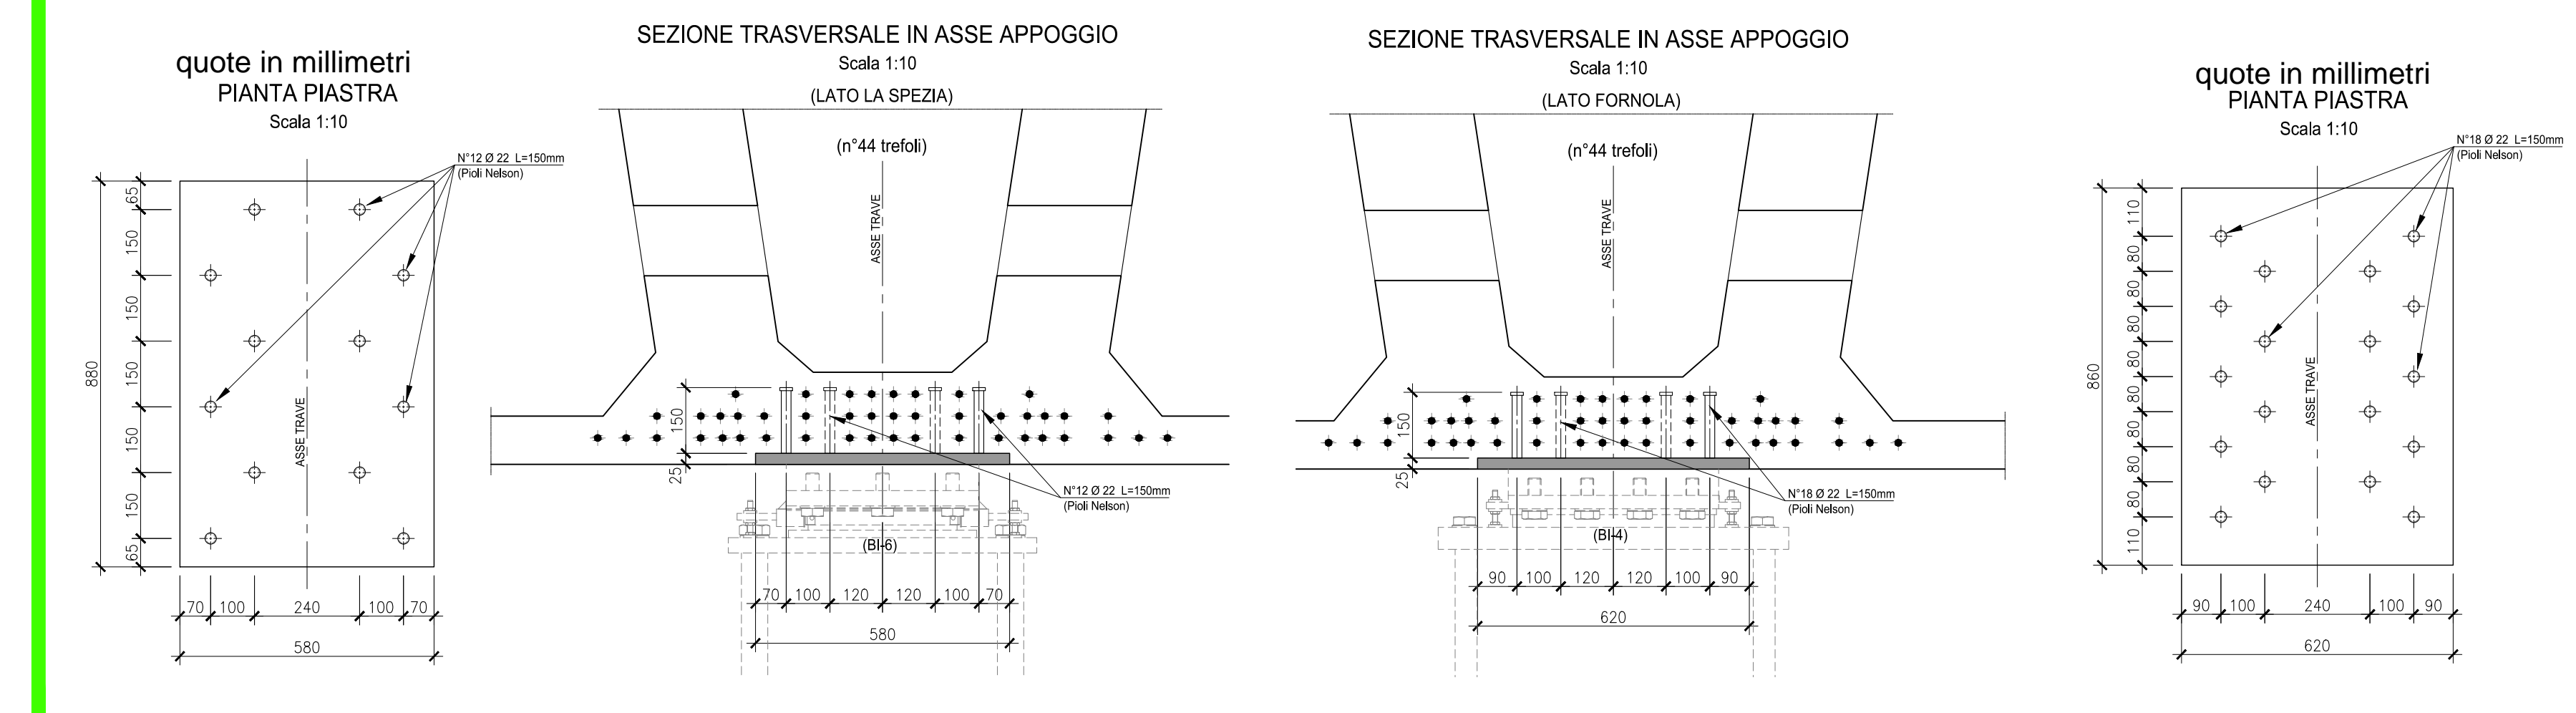 quote in millimetri
PIANTA PIASTRA
Scala 1:10
N°12 Ø 22 L=150mm
(Pioli Nelson)
65
150
150
150
150
150
65
880
ASSE TRAVE
70 100 240 100 70
580
SEZIONE TRASVERSALE IN ASSE APPOGGIO
Scala 1:10
(LATO LA SPEZIA)
(n°44 trefoli)
ASSE TRAVE
150
25
N°12 Ø 22 L=150mm
(Pioli Nelson)
(BI-6)
70 100 120 120 100 70
580
SEZIONE TRASVERSALE IN ASSE APPOGGIO
Scala 1:10
(LATO FORNOLA)
(n°44 trefoli)
ASSE TRAVE
150
25
N°18 Ø 22 L=150mm
(Pioli Nelson)
(BI-4)
90 100 120 120 100 90
620
quote in millimetri
PIANTA PIASTRA
Scala 1:10
N°18 Ø 22 L=150mm
(Pioli Nelson)
110
80
80
80
80
80
80
80
80
110
860
ASSE TRAVE
90 100 240 100 90
620